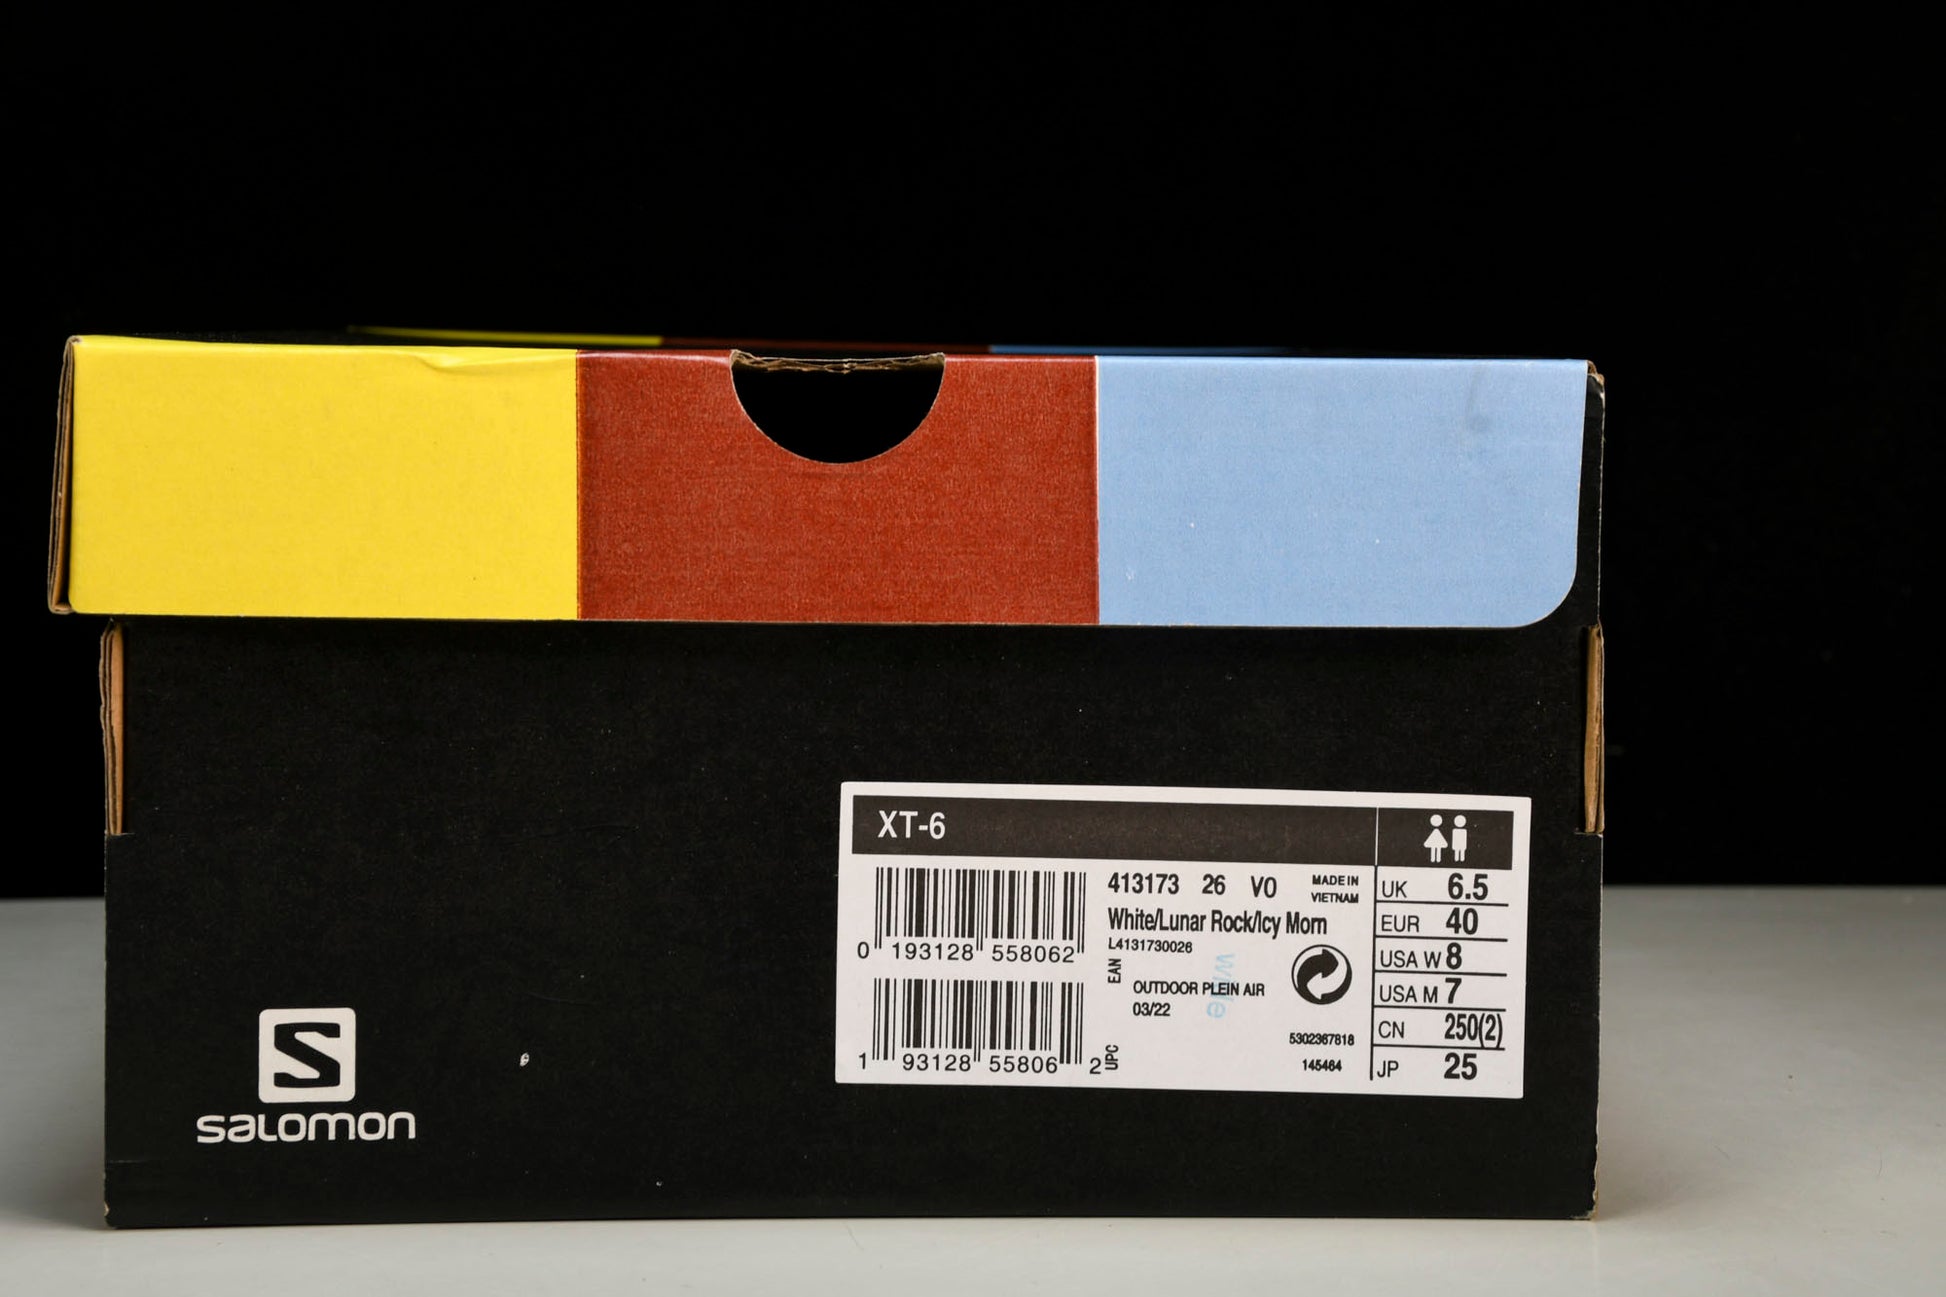 XT-6
413173 26 V0
MADE IN
VIETNAM
White/Lunar Rock/Icy Morn
L4131730026
EAN
0 193128 558062
OUTDOOR PLEIN AIR
03/22
UPC
1 93128 55806 2
5302367818
145464
UK 6.5
EUR 40
USA W 8
USA M 7
CN 250(2)
JP 25
S
salomon